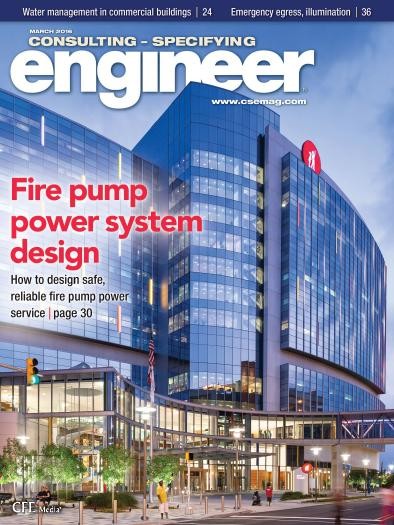 Water management in commercial buildings | 24 Emergency egress, illumination | 36
MARCH 2016
CONSULTING – SPECIFYING
engineer
www.csemag.com
Fire pump
power system
design
How to design safe,
reliable fire pump power
service | page 30
CFE Media